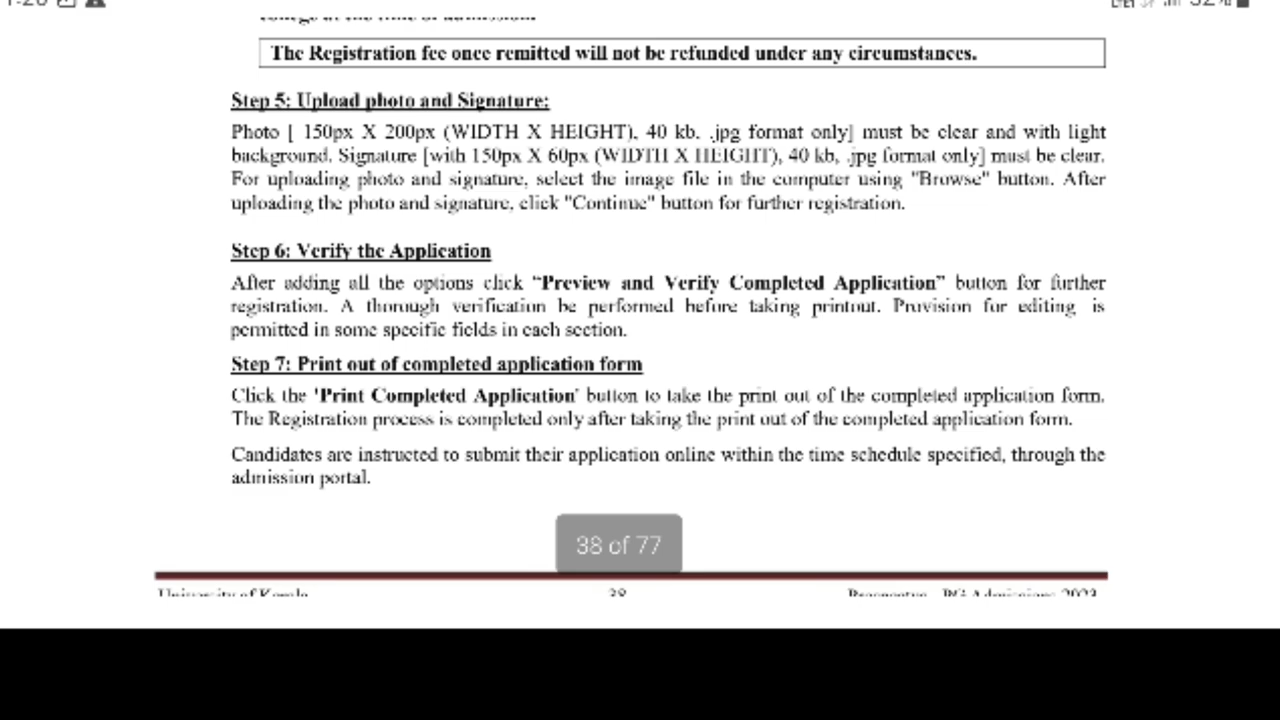 The Registration fee once remitted will not be refunded under any circumstances.
Step 5: Upload photo and Signature:
Photo [ 150px X 200px (WIDTH X HEIGHT), 40 kb, .jpg format only] must be clear and with light
background. Signature [with 150px X 60px (WIDTH X HEIGHT), 40 kb, .jpg format only] must be clear.
For uploading photo and signature, select the image file in the computer using "Browse" button. After
uploading the photo and signature, click "Continue" button for further registration.
Step 6: Verify the Application
After adding all the options click “Preview and Verify Completed Application” button for further
registration. A thorough verification be performed before taking printout. Provision for editing is
permitted in some specific fields in each section.
Step 7: Print out of completed application form
Click the 'Print Completed Application' button to take the print out of the completed application form.
The Registration process is completed only after taking the print out of the completed application form.
Candidates are instructed to submit their application online within the time schedule specified, through the
admission portal.
38 of 77